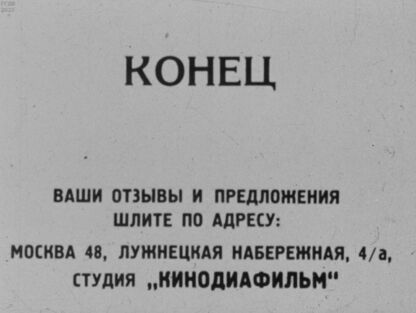 КОНЕЦ
ВАШИ ОТЗЫВЫ И ПРЕДЛОЖЕНИЯ
ШЛИТЕ ПО АДРЕСУ:
МОСКВА 48, ЛУЖНЕЦКАЯ НАБЕРЕЖНАЯ, 4/а,
СТУДИЯ „КИНОДИАФИЛЬМ“